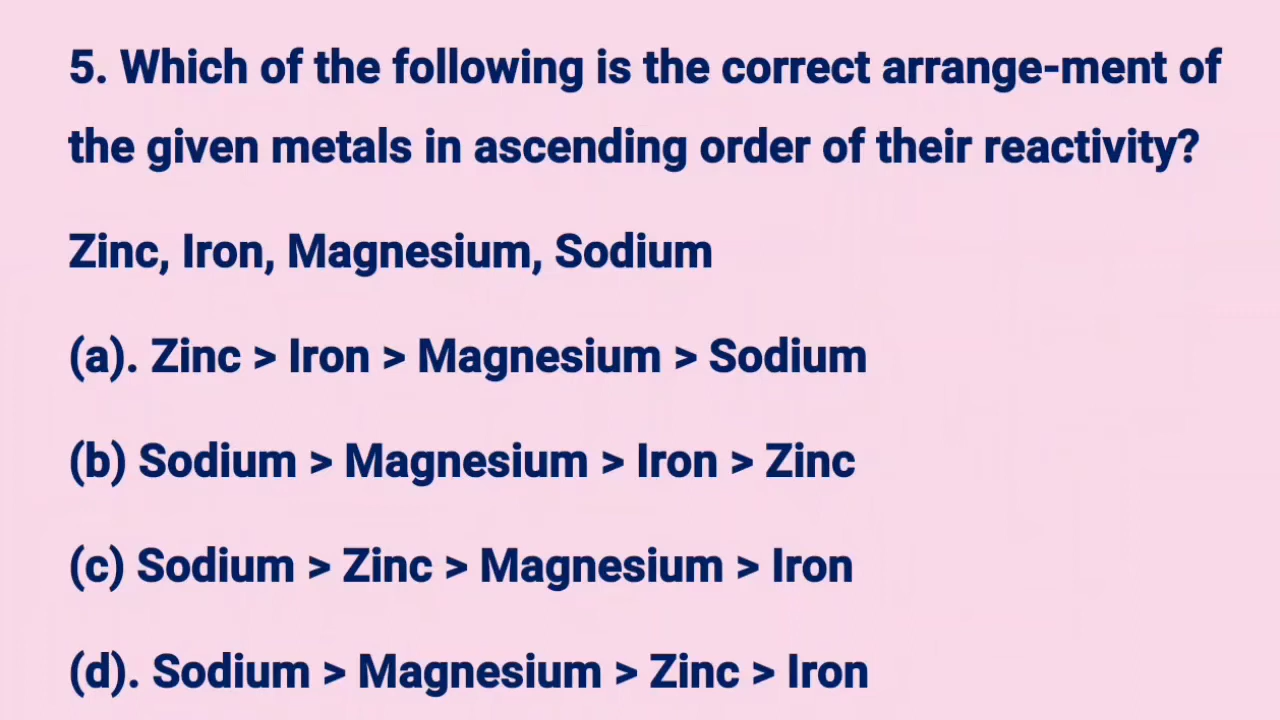 5. Which of the following is the correct arrange-ment of
the given metals in ascending order of their reactivity?
Zinc, Iron, Magnesium, Sodium
(a). Zinc > Iron > Magnesium > Sodium
(b) Sodium > Magnesium > Iron > Zinc
(c) Sodium > Zinc > Magnesium > Iron
(d). Sodium > Magnesium > Zinc > Iron